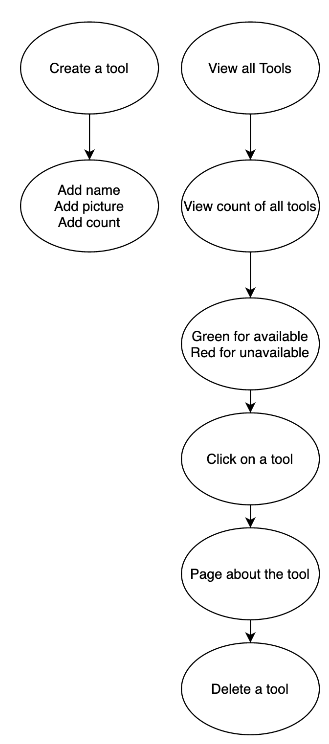 Create a tool
Add name
Add picture
Add count
View all Tools
View count of all tools
Green for available
Red for unavailable
Click on a tool
Page about the tool
Delete a tool